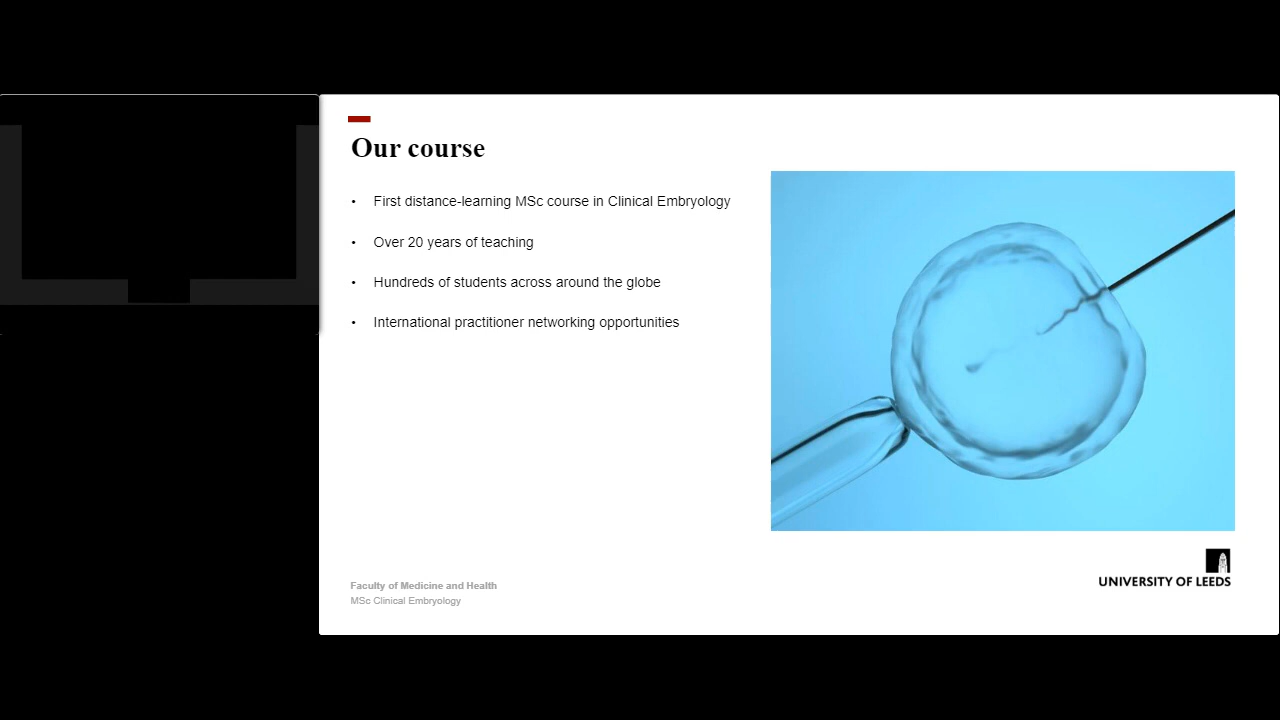 Our course
• First distance-learning MSc course in Clinical Embryology
• Over 20 years of teaching
• Hundreds of students across around the globe
• International practitioner networking opportunities
Faculty of Medicine and Health
MSc Clinical Embryology
UNIVERSITY OF LEEDS